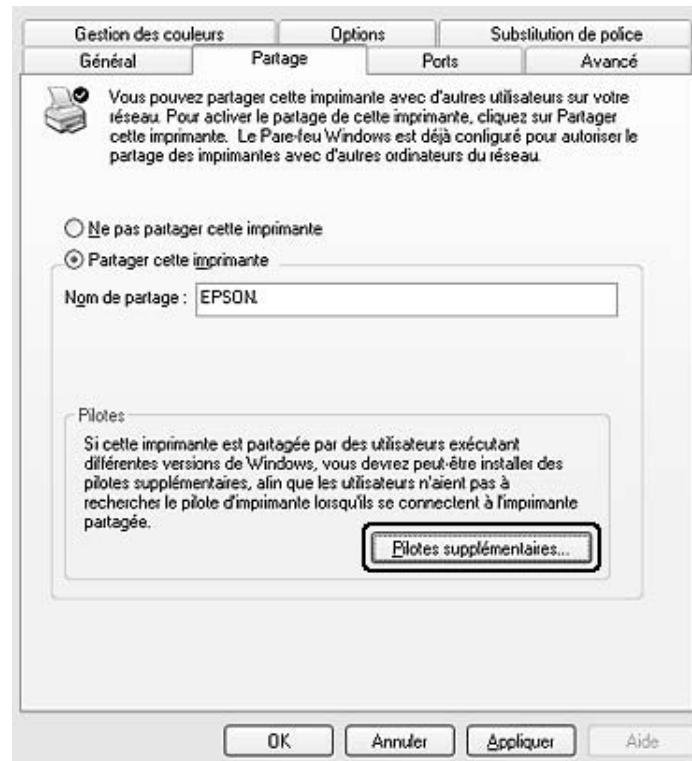 Gestion des couleurs Options Substitution de police
Général Partage Ports Avancé
Vous pouvez partager cette imprimante avec d'autres utilisateurs sur votre
réseau. Pour activer le partage de cette imprimante, cliquez sur Partager
cette imprimante. Le Pare-feu Windows est déjà configuré pour autoriser le
partage des imprimantes avec d'autres ordinateurs du réseau.
Ne pas partager cette imprimante
Partager cette imprimante
Nom de partage : EPSON.
Pilotes
Si cette imprimante est partagée par des utilisateurs exécutant
différentes versions de Windows, vous devrez peut-être installer des
pilotes supplémentaires, afin que les utilisateurs n'aient pas à
rechercher le pilote d'imprimante lorsqu'ils se connectent à l'imprimante
partagée.
Pilotes supplémentaires...
OK Annuler Appliquer Aide